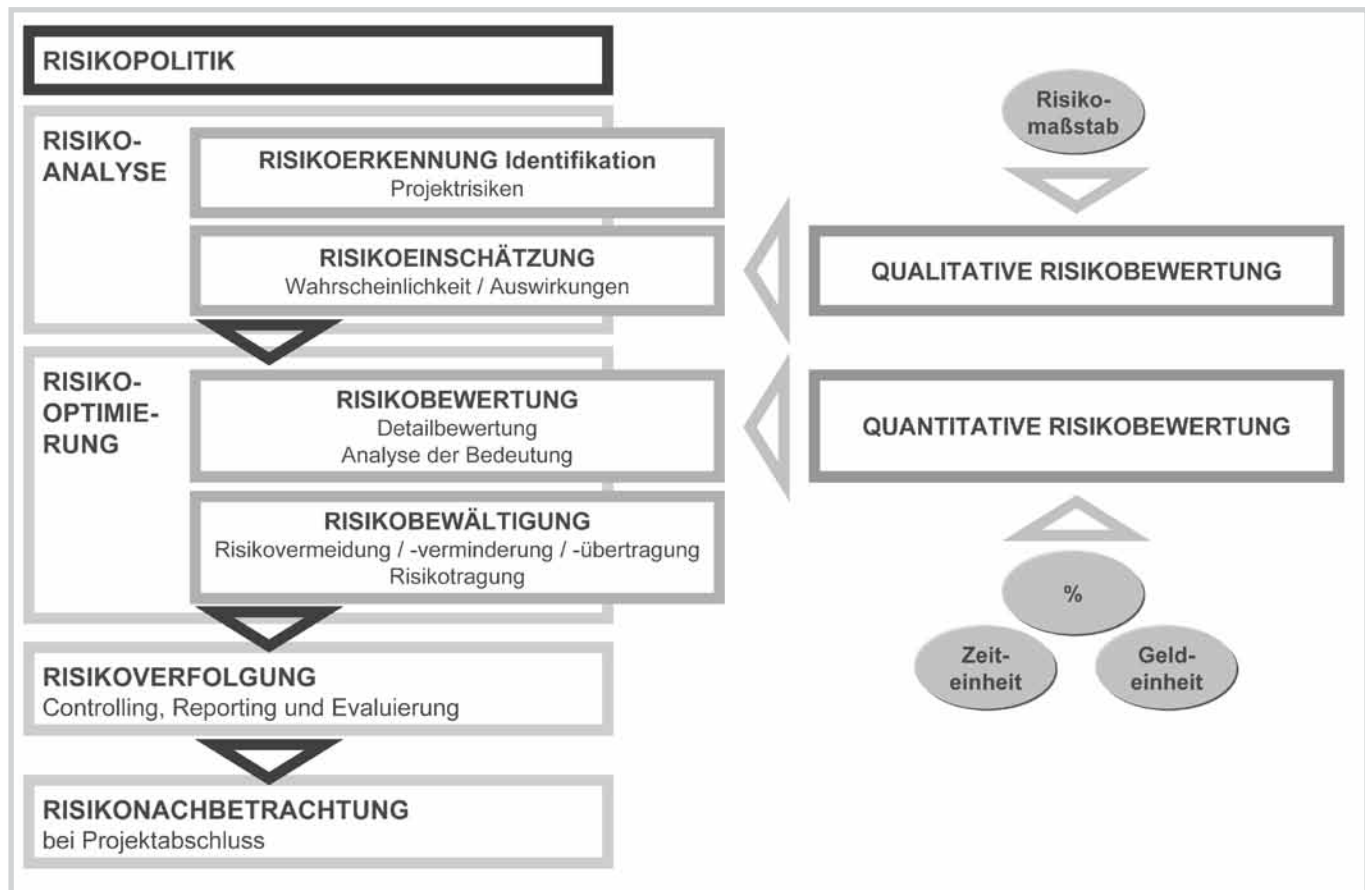 RISIKOPOLITIK
RISIKO-
ANALYSE
RISIKOERKENNUNG Identifikation
Projektrisiken
RISIKOEINSCHÄTZUNG
Wahrscheinlichkeit / Auswirkungen
Risiko-
maßstab
QUALITATIVE RISIKOBEWERTUNG
RISIKO-
OPTIMIE-
RUNG
RISIKOBEWERTUNG
Detailbewertung
Analyse der Bedeutung
QUANTITATIVE RISIKOBEWERTUNG
RISIKOBEWÄLTIGUNG
Risikovermeidung / -verminderung / -übertragung
Risikotragung
%
Zeit-
einheit
Geld-
einheit
RISIKOVERFOLGUNG
Controlling, Reporting und Evaluierung
RISIKONACHBETRACHTUNG
bei Projektabschluss